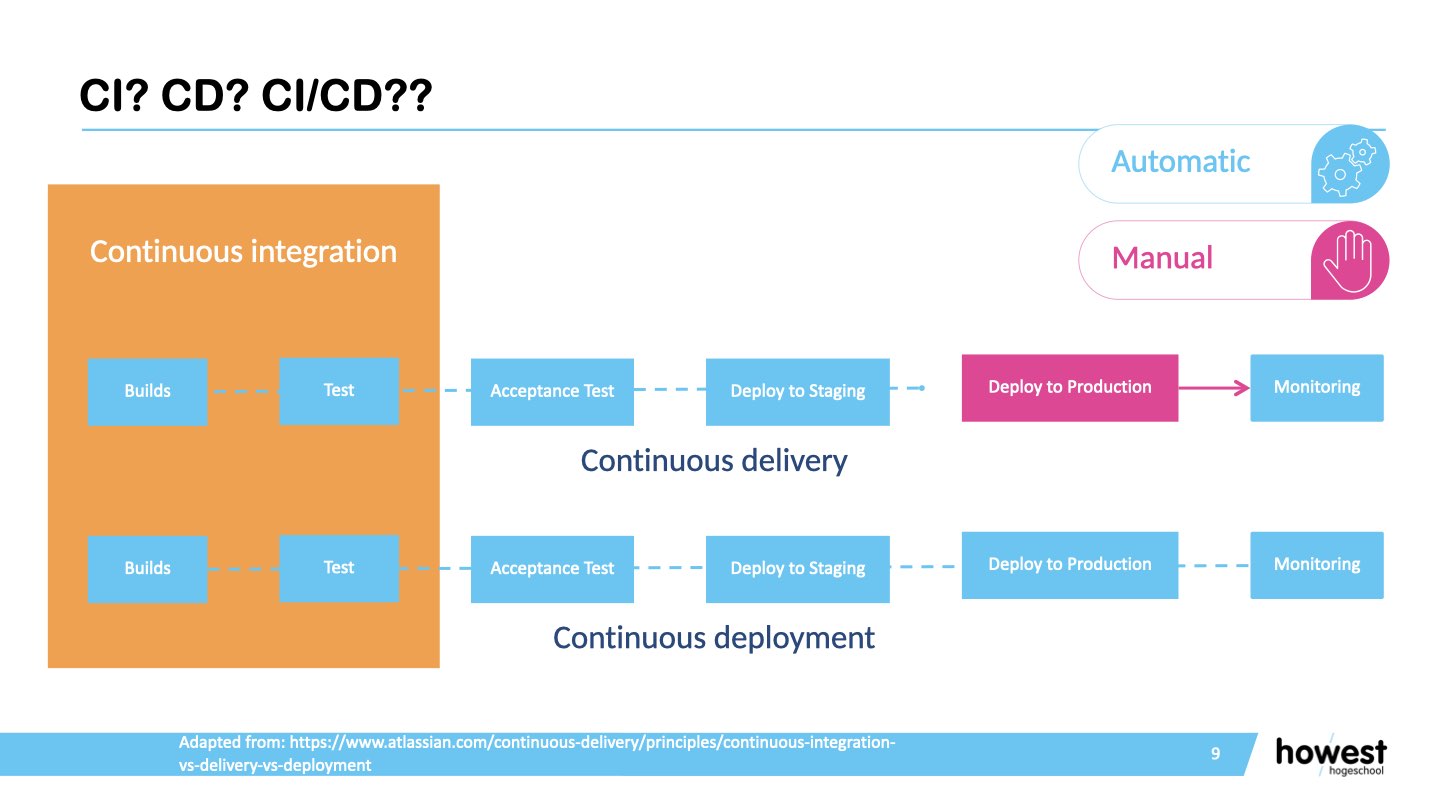 CI? CD? CI/CD??
Automatic
Manual
Continuous integration
Builds
Test
Acceptance Test
Deploy to Staging
Deploy to Production
Monitoring
Continuous delivery
Builds
Test
Acceptance Test
Deploy to Staging
Deploy to Production
Monitoring
Continuous deployment
Adapted from: https://www.atlassian.com/continuous-delivery/principles/continuous-integration-
vs-delivery-vs-deployment
9
howest
hogeschool